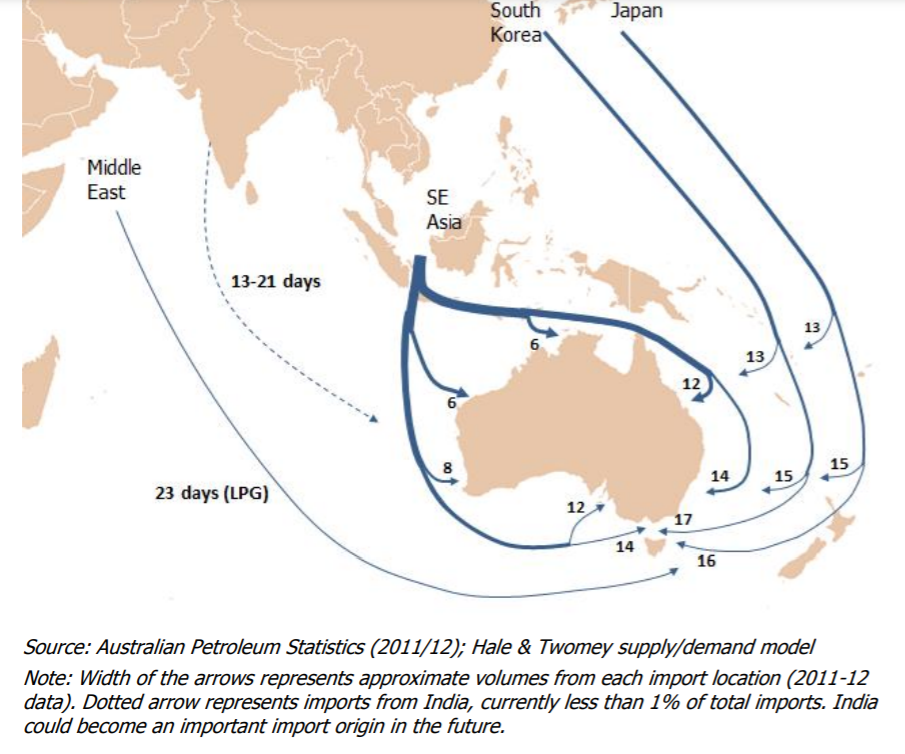 South
Korea
Japan
Middle
East
SE
Asia
13-21 days
6
13
13
12
6
8
23 days (LPG)
14
15
15
12
17
14
16
Source: Australian Petroleum Statistics (2011/12); Hale & Twomey supply/demand model
Note: Width of the arrows represents approximate volumes from each import location (2011-12
data). Dotted arrow represents imports from India, currently less than 1% of total imports. India
could become an important import origin in the future.